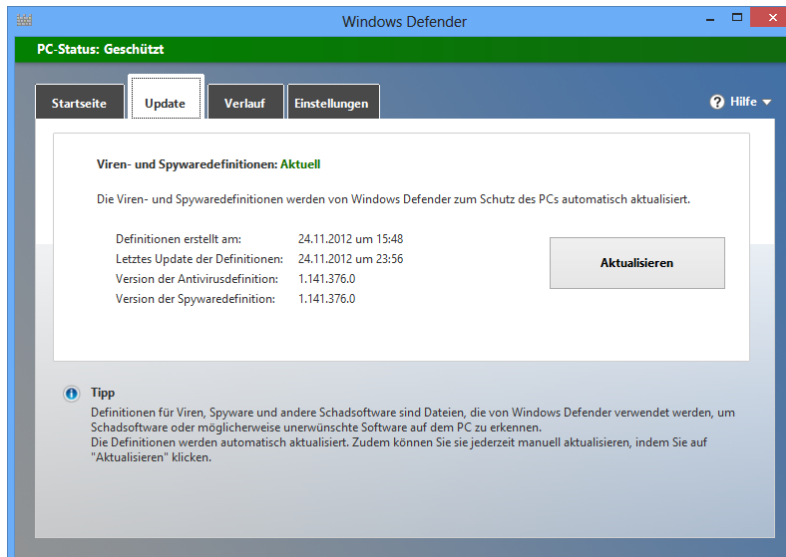 Windows Defender
PC-Status: Geschützt
Startseite
Update
Verlauf
Einstellungen
Hilfe
Viren- und Spywaredefinitionen: Aktuell
Die Viren- und Spywaredefinitionen werden von Windows Defender zum Schutz des PCs automatisch aktualisiert.
Definitionen erstellt am: 24.11.2012 um 15:48
Letztes Update der Definitionen: 24.11.2012 um 23:56
Version der Antivirusdefinition: 1.141.376.0
Version der Spywaredefinition: 1.141.376.0
Aktualisieren
Tipp
Definitionen für Viren, Spyware und andere Schadsoftware sind Dateien, die von Windows Defender verwendet werden, um
Schadsoftware oder möglicherweise unerwünschte Software auf dem PC zu erkennen.
Die Definitionen werden automatisch aktualisiert. Zudem können Sie sie jederzeit manuell aktualisieren, indem Sie auf
"Aktualisieren" klicken.